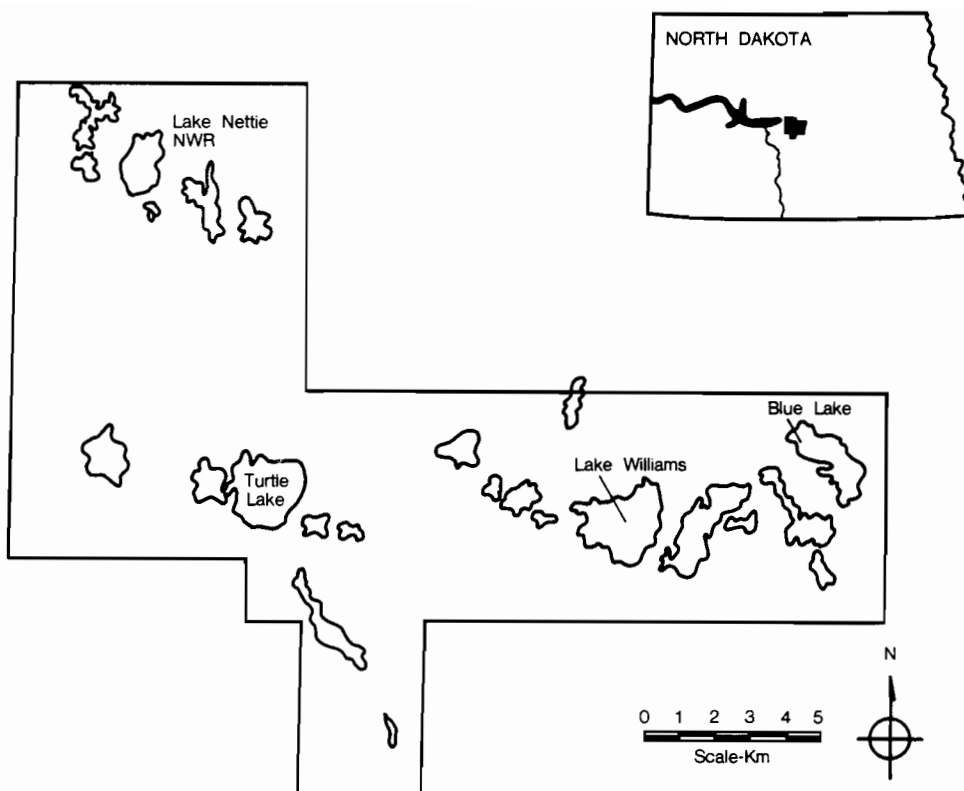 NORTH DAKOTA
Lake Nettie
NWR
Blue Lake
Lake Williams
Turtle
Lake
N
0 1 2 3 4 5
Scale-Km